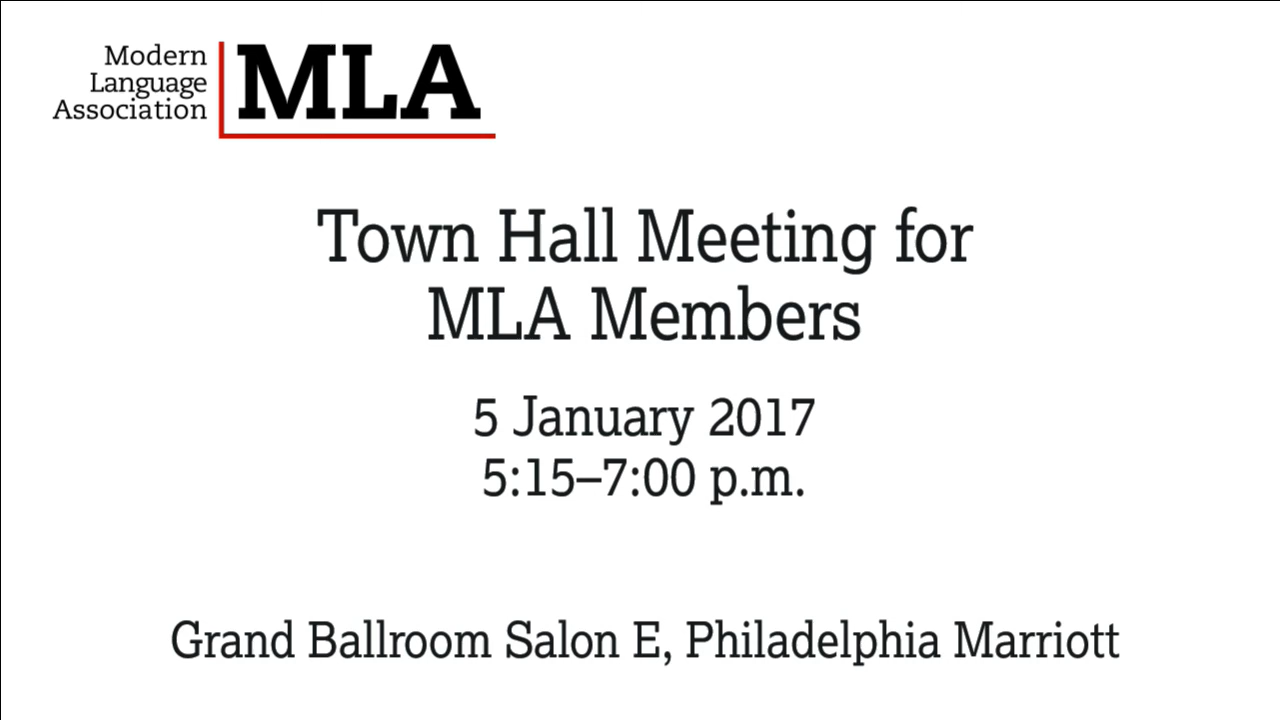 Modern
Language
Association
MLA
Town Hall Meeting for
MLA Members
5 January 2017
5:15–7:00 p.m.
Grand Ballroom Salon E, Philadelphia Marriott